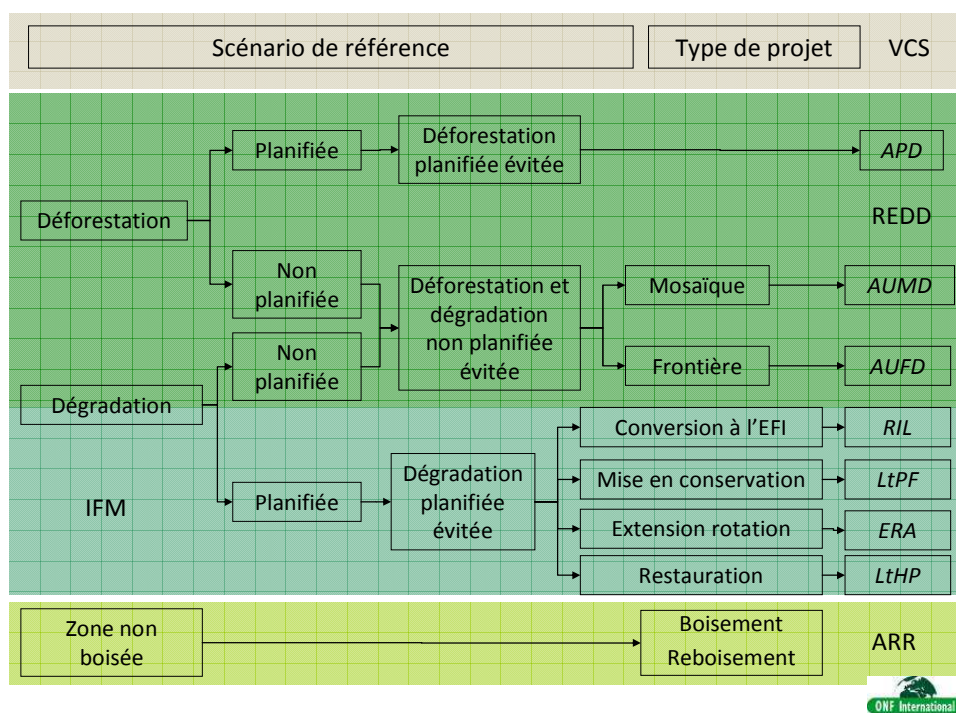 Scénario de référence
Type de projet
VCS
Planifiée
Déforestation
planifiée évitée
APD
Déforestation
REDD
Non
planifiée
Déforestation et
dégradation
non planifiée
évitée
Mosaïque
AUMD
Non
planifiée
Frontière
AUFD
Dégradation
Conversion à l'EFI
RIL
Dégradation
planifiée
évitée
Mise en conservation
LtPF
IFM
Planifiée
Extension rotation
ERA
Restauration
LtHP
Zone non
boisée
Boisement
Reboisement
ARR
ONF International